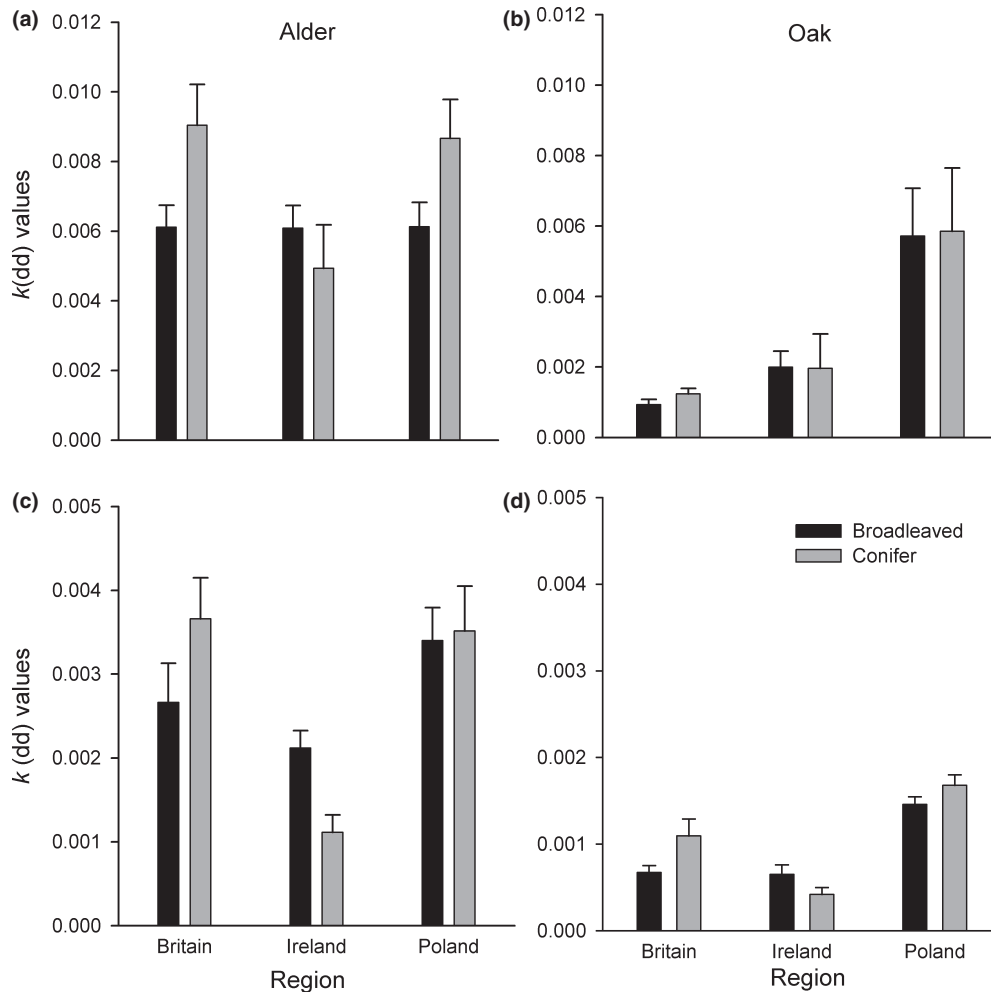 (a)
Alder
0.012
0.010
0.008
0.006
0.004
0.002
0.000
k(dd) values
(b)
Oak
0.012
0.010
0.008
0.006
0.004
0.002
0.000
(c)
0.005
0.004
0.003
0.002
0.001
0.000
k (dd) values
Britain Ireland Poland
Region
(d)
0.005
0.004
0.003
0.002
0.001
0.000
Broadleaved
Conifer
Britain Ireland Poland
Region